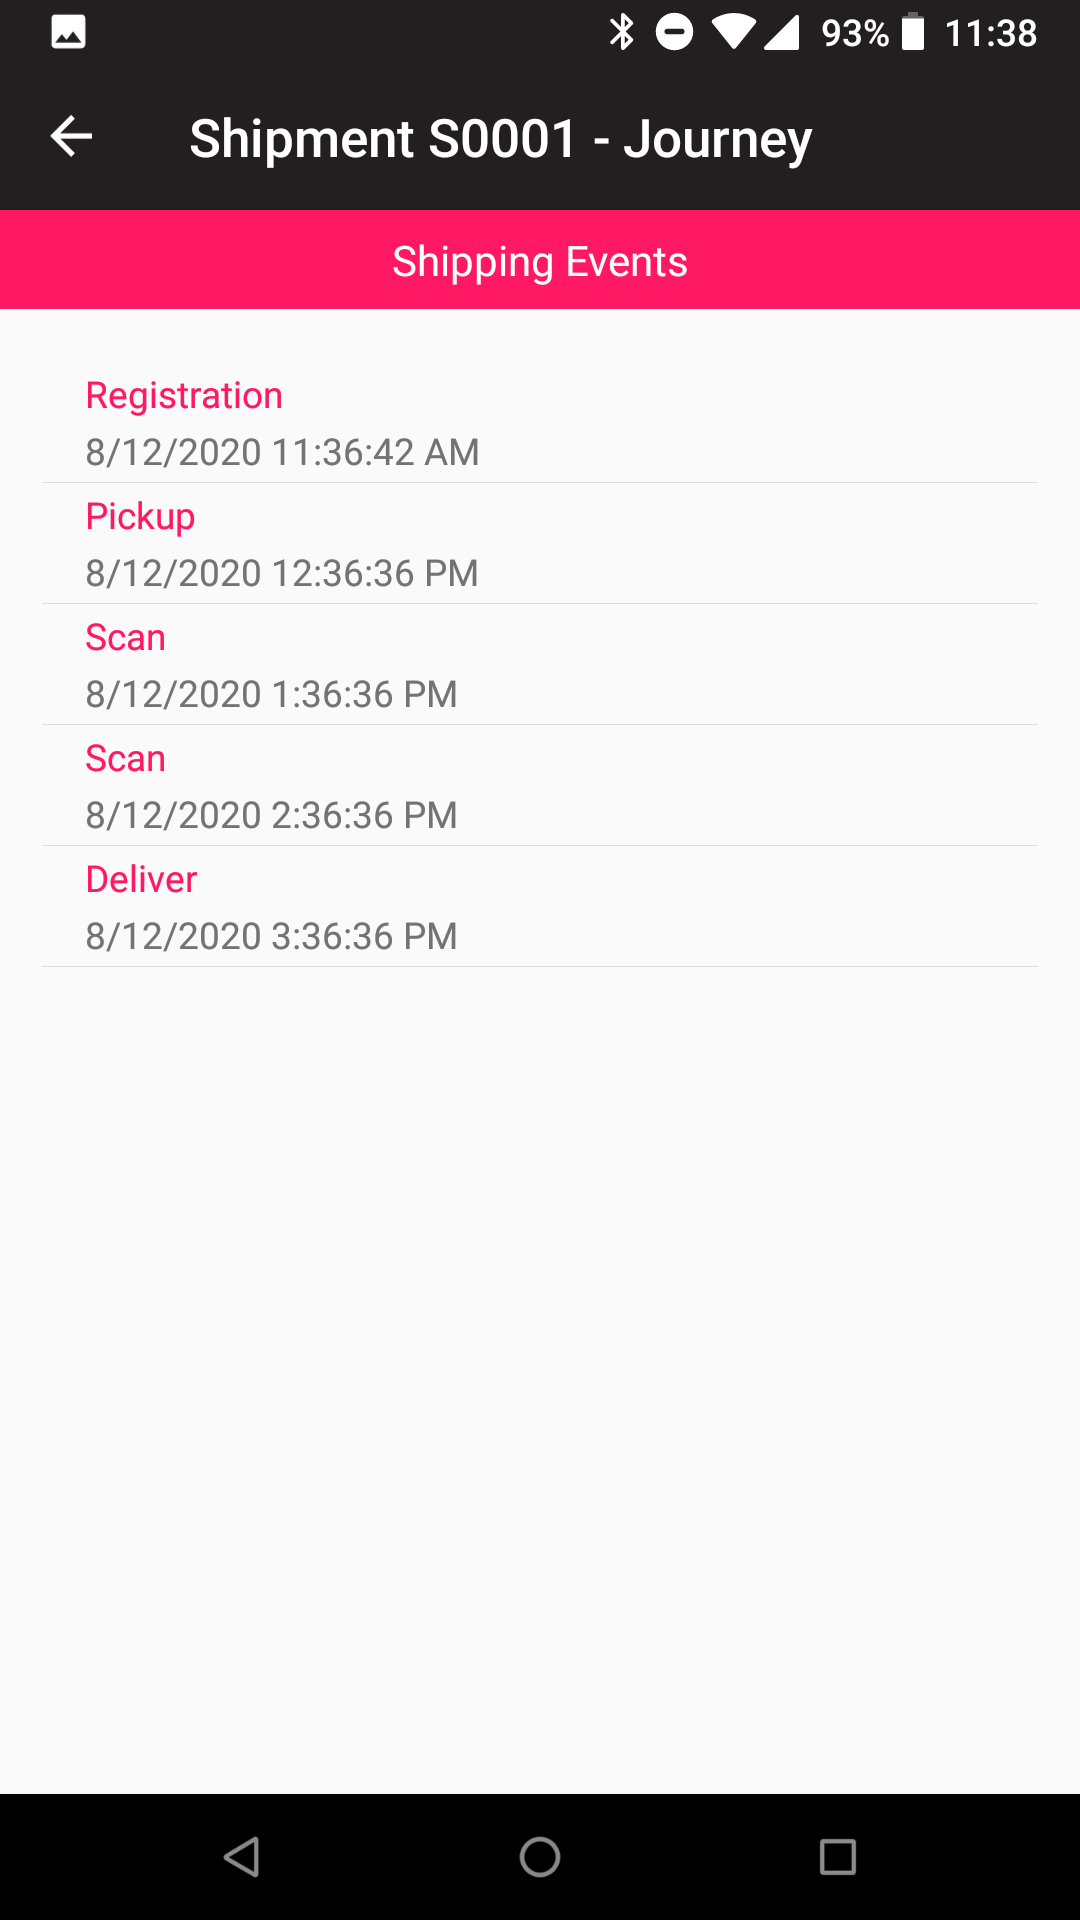 93% 11:38
Shipment S0001 - Journey
Shipping Events
Registration
8/12/2020 11:36:42 AM
Pickup
8/12/2020 12:36:36 PM
Scan
8/12/2020 1:36:36 PM
Scan
8/12/2020 2:36:36 PM
Deliver
8/12/2020 3:36:36 PM